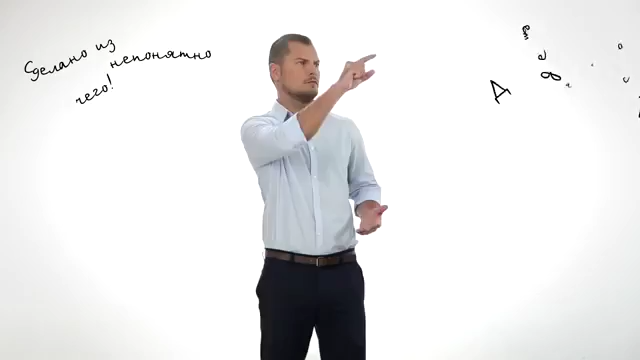 Сделано из
непонятно
чего!
Д